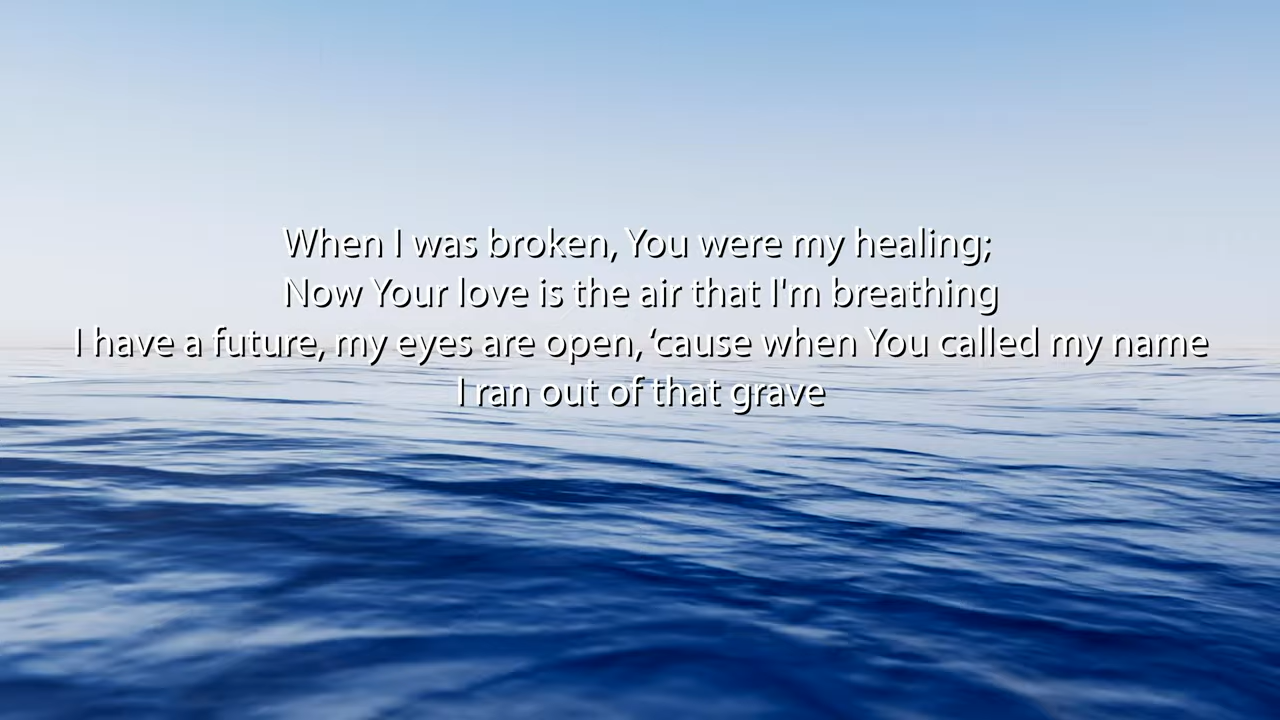 When I was broken, You were my healing;
Now Your love is the air that I'm breathing
I have a future, my eyes are open, ‘cause when You called my name
I ran out of that grave